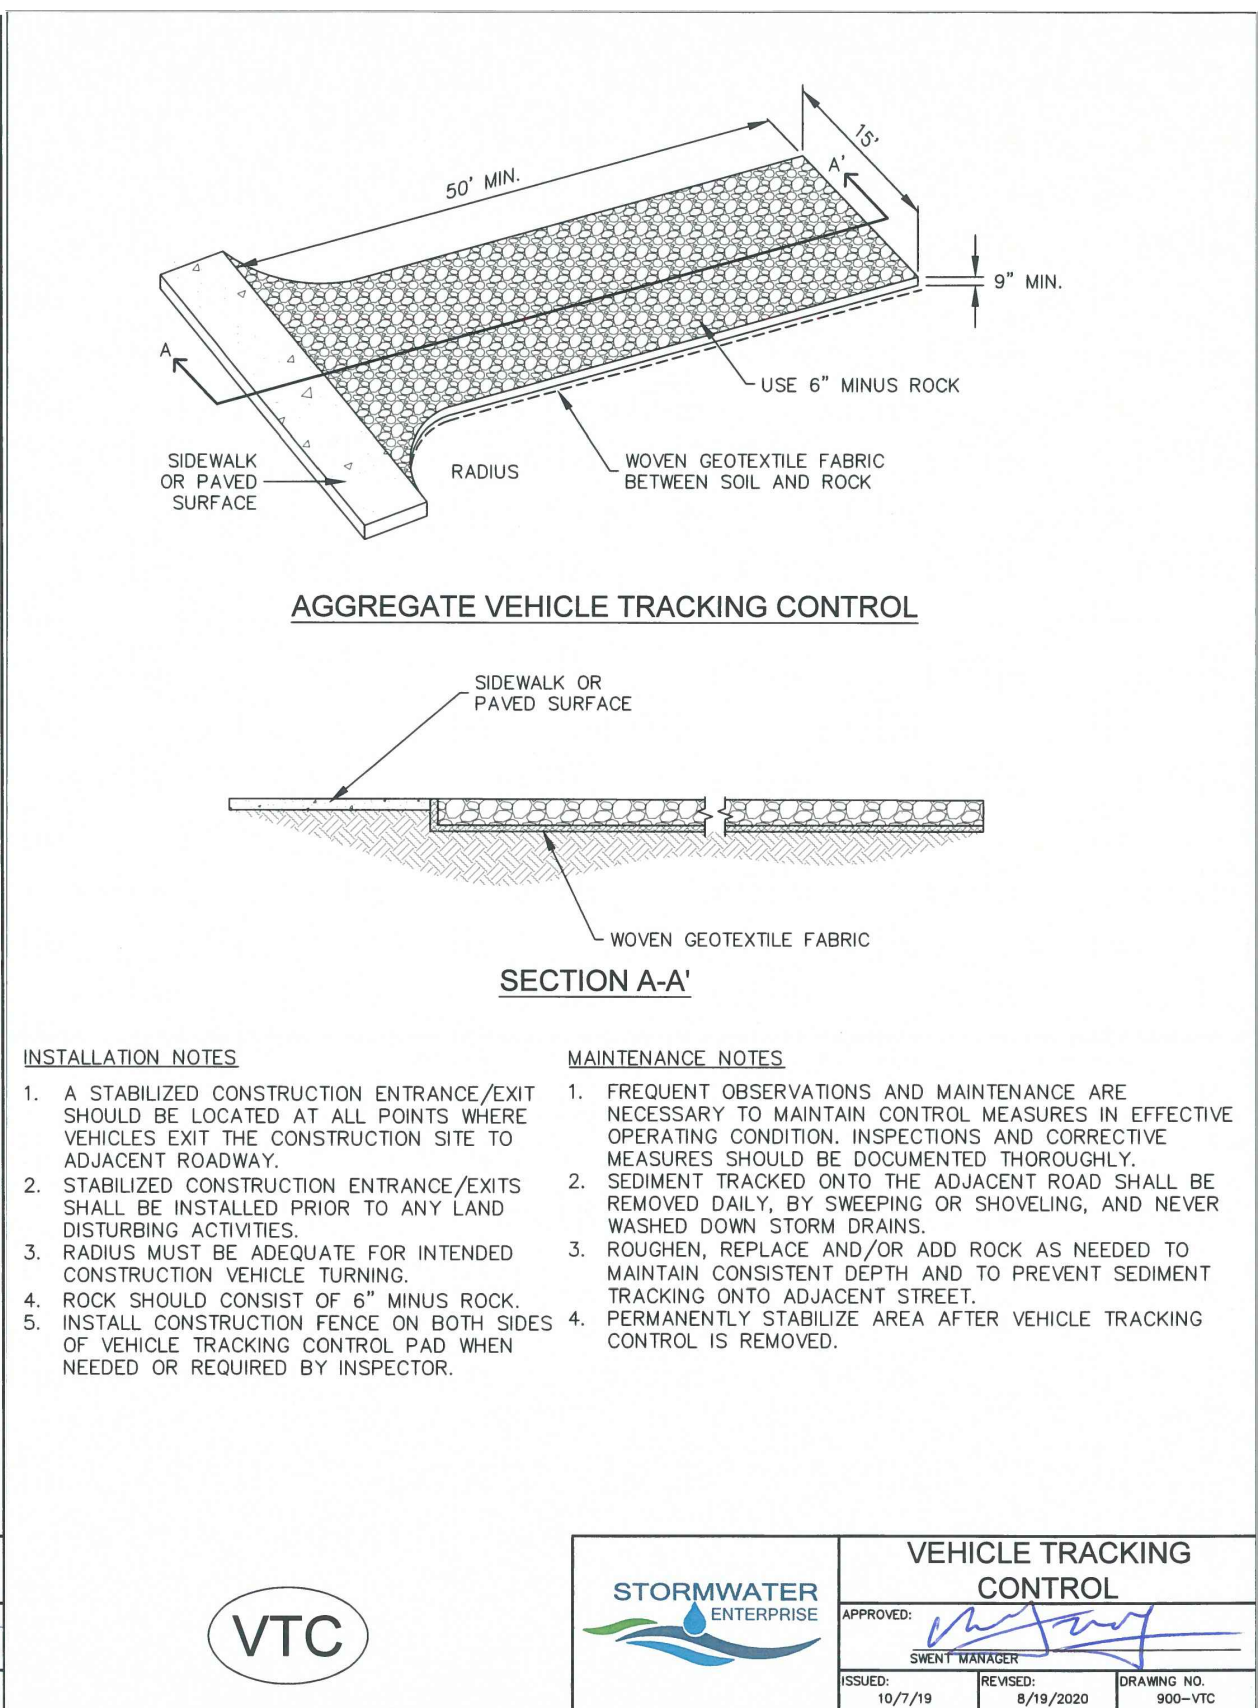 50' MIN.
15'
A'
9" MIN.
A
USE 6" MINUS ROCK
SIDEWALK
OR PAVED
SURFACE
RADIUS
WOVEN GEOTEXTILE FABRIC
BETWEEN SOIL AND ROCK
AGGREGATE VEHICLE TRACKING CONTROL
SIDEWALK OR
PAVED SURFACE
WOVEN GEOTEXTILE FABRIC
SECTION A-A'
INSTALLATION NOTES
1. A STABILIZED CONSTRUCTION ENTRANCE/EXIT
SHOULD BE LOCATED AT ALL POINTS WHERE
VEHICLES EXIT THE CONSTRUCTION SITE TO
ADJACENT ROADWAY.
2. STABILIZED CONSTRUCTION ENTRANCE/EXITS
SHALL BE INSTALLED PRIOR TO ANY LAND
DISTURBING ACTIVITIES.
3. RADIUS MUST BE ADEQUATE FOR INTENDED
CONSTRUCTION VEHICLE TURNING.
4. ROCK SHOULD CONSIST OF 6" MINUS ROCK.
5. INSTALL CONSTRUCTION FENCE ON BOTH SIDES
OF VEHICLE TRACKING CONTROL PAD WHEN
NEEDED OR REQUIRED BY INSPECTOR.
MAINTENANCE NOTES
1. FREQUENT OBSERVATIONS AND MAINTENANCE ARE
NECESSARY TO MAINTAIN CONTROL MEASURES IN EFFECTIVE
OPERATING CONDITION. INSPECTIONS AND CORRECTIVE
MEASURES SHOULD BE DOCUMENTED THOROUGHLY.
2. SEDIMENT TRACKED ONTO THE ADJACENT ROAD SHALL BE
REMOVED DAILY, BY SWEEPING OR SHOVELING, AND NEVER
WASHED DOWN STORM DRAINS.
3. ROUGHEN, REPLACE AND/OR ADD ROCK AS NEEDED TO
MAINTAIN CONSISTENT DEPTH AND TO PREVENT SEDIMENT
TRACKING ONTO ADJACENT STREET.
4. PERMANENTLY STABILIZE AREA AFTER VEHICLE TRACKING
CONTROL IS REMOVED.
VTC
STORMWATER
ENTERPRISE
VEHICLE TRACKING
CONTROL
APPROVED:
SWENT MANAGER
ISSUED:
10/7/19
REVISED:
8/19/2020
DRAWING NO.
900-VTC